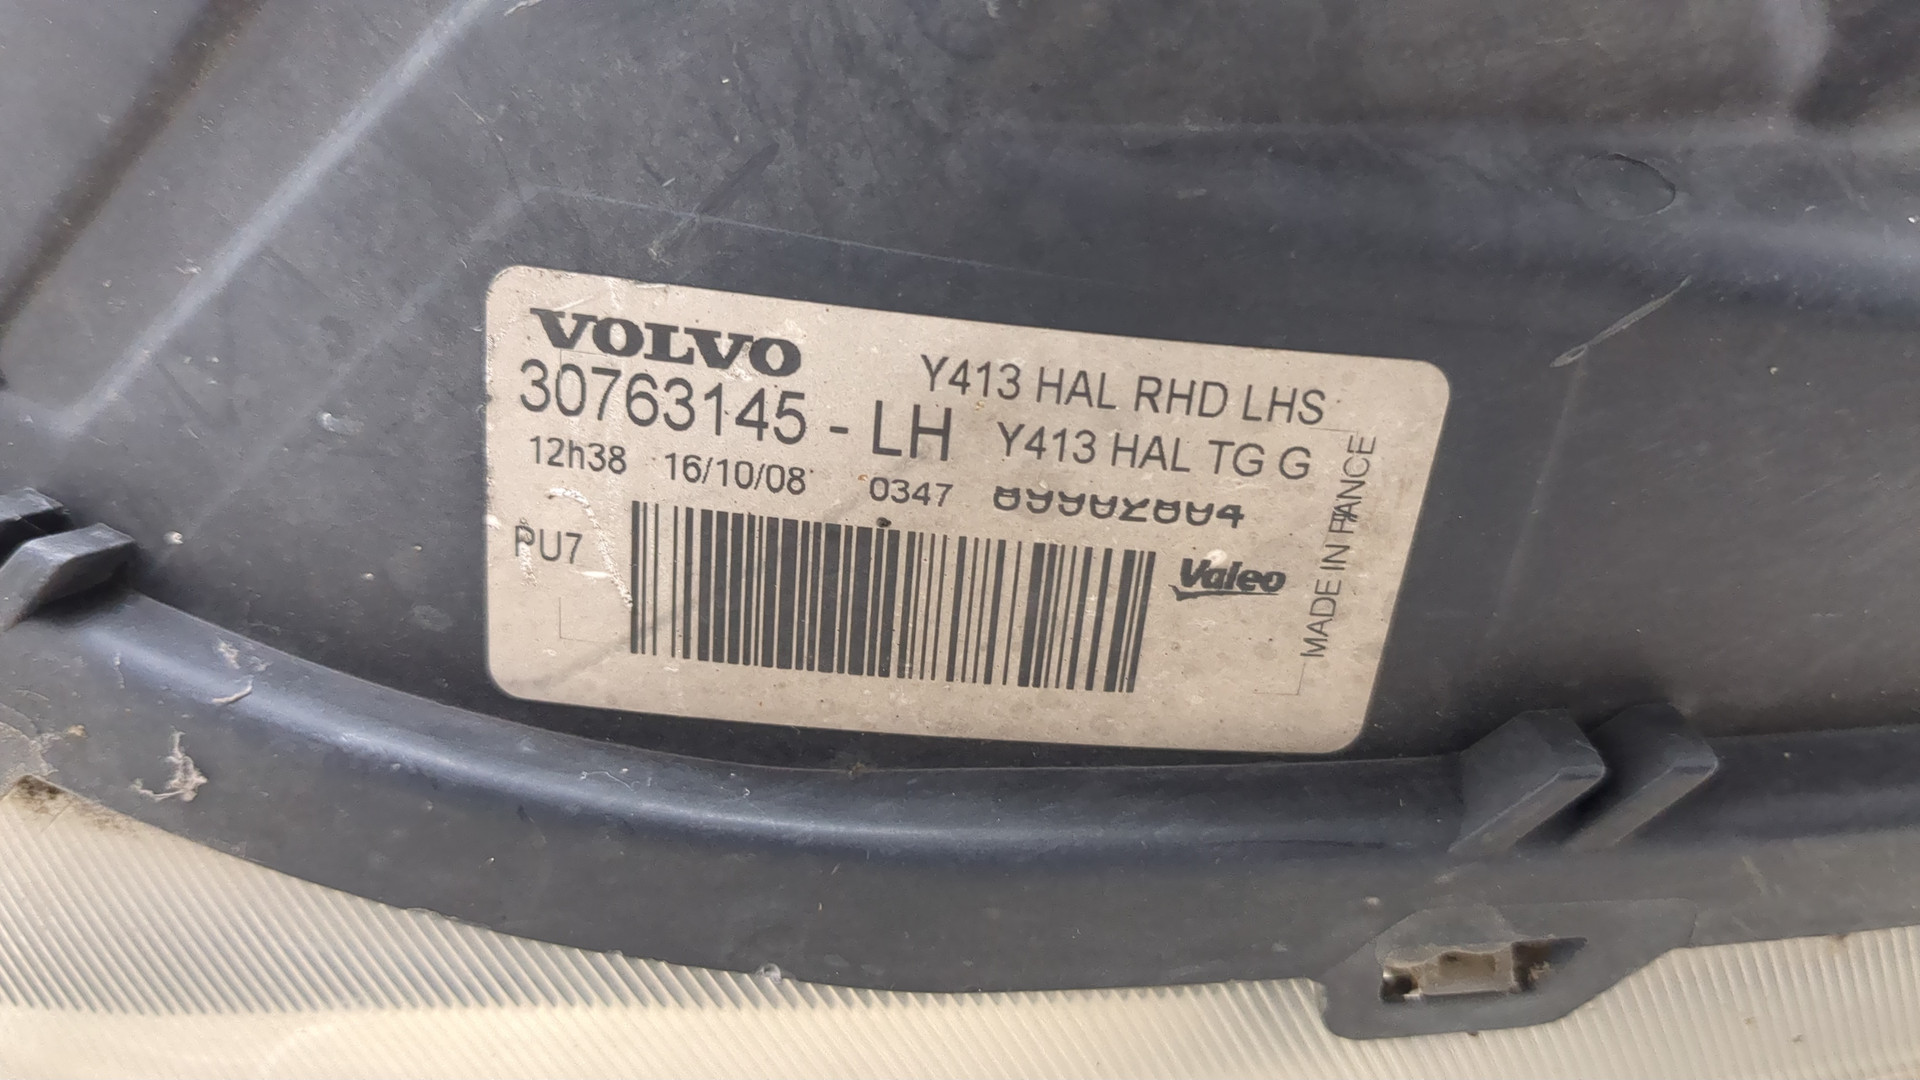 VOLVO
30763145 - LH
Y413 HAL RHD LHS
Y413 HAL TG G
12h38 16/10/08 0347
PU7
Valeo
MADE IN FRANCE